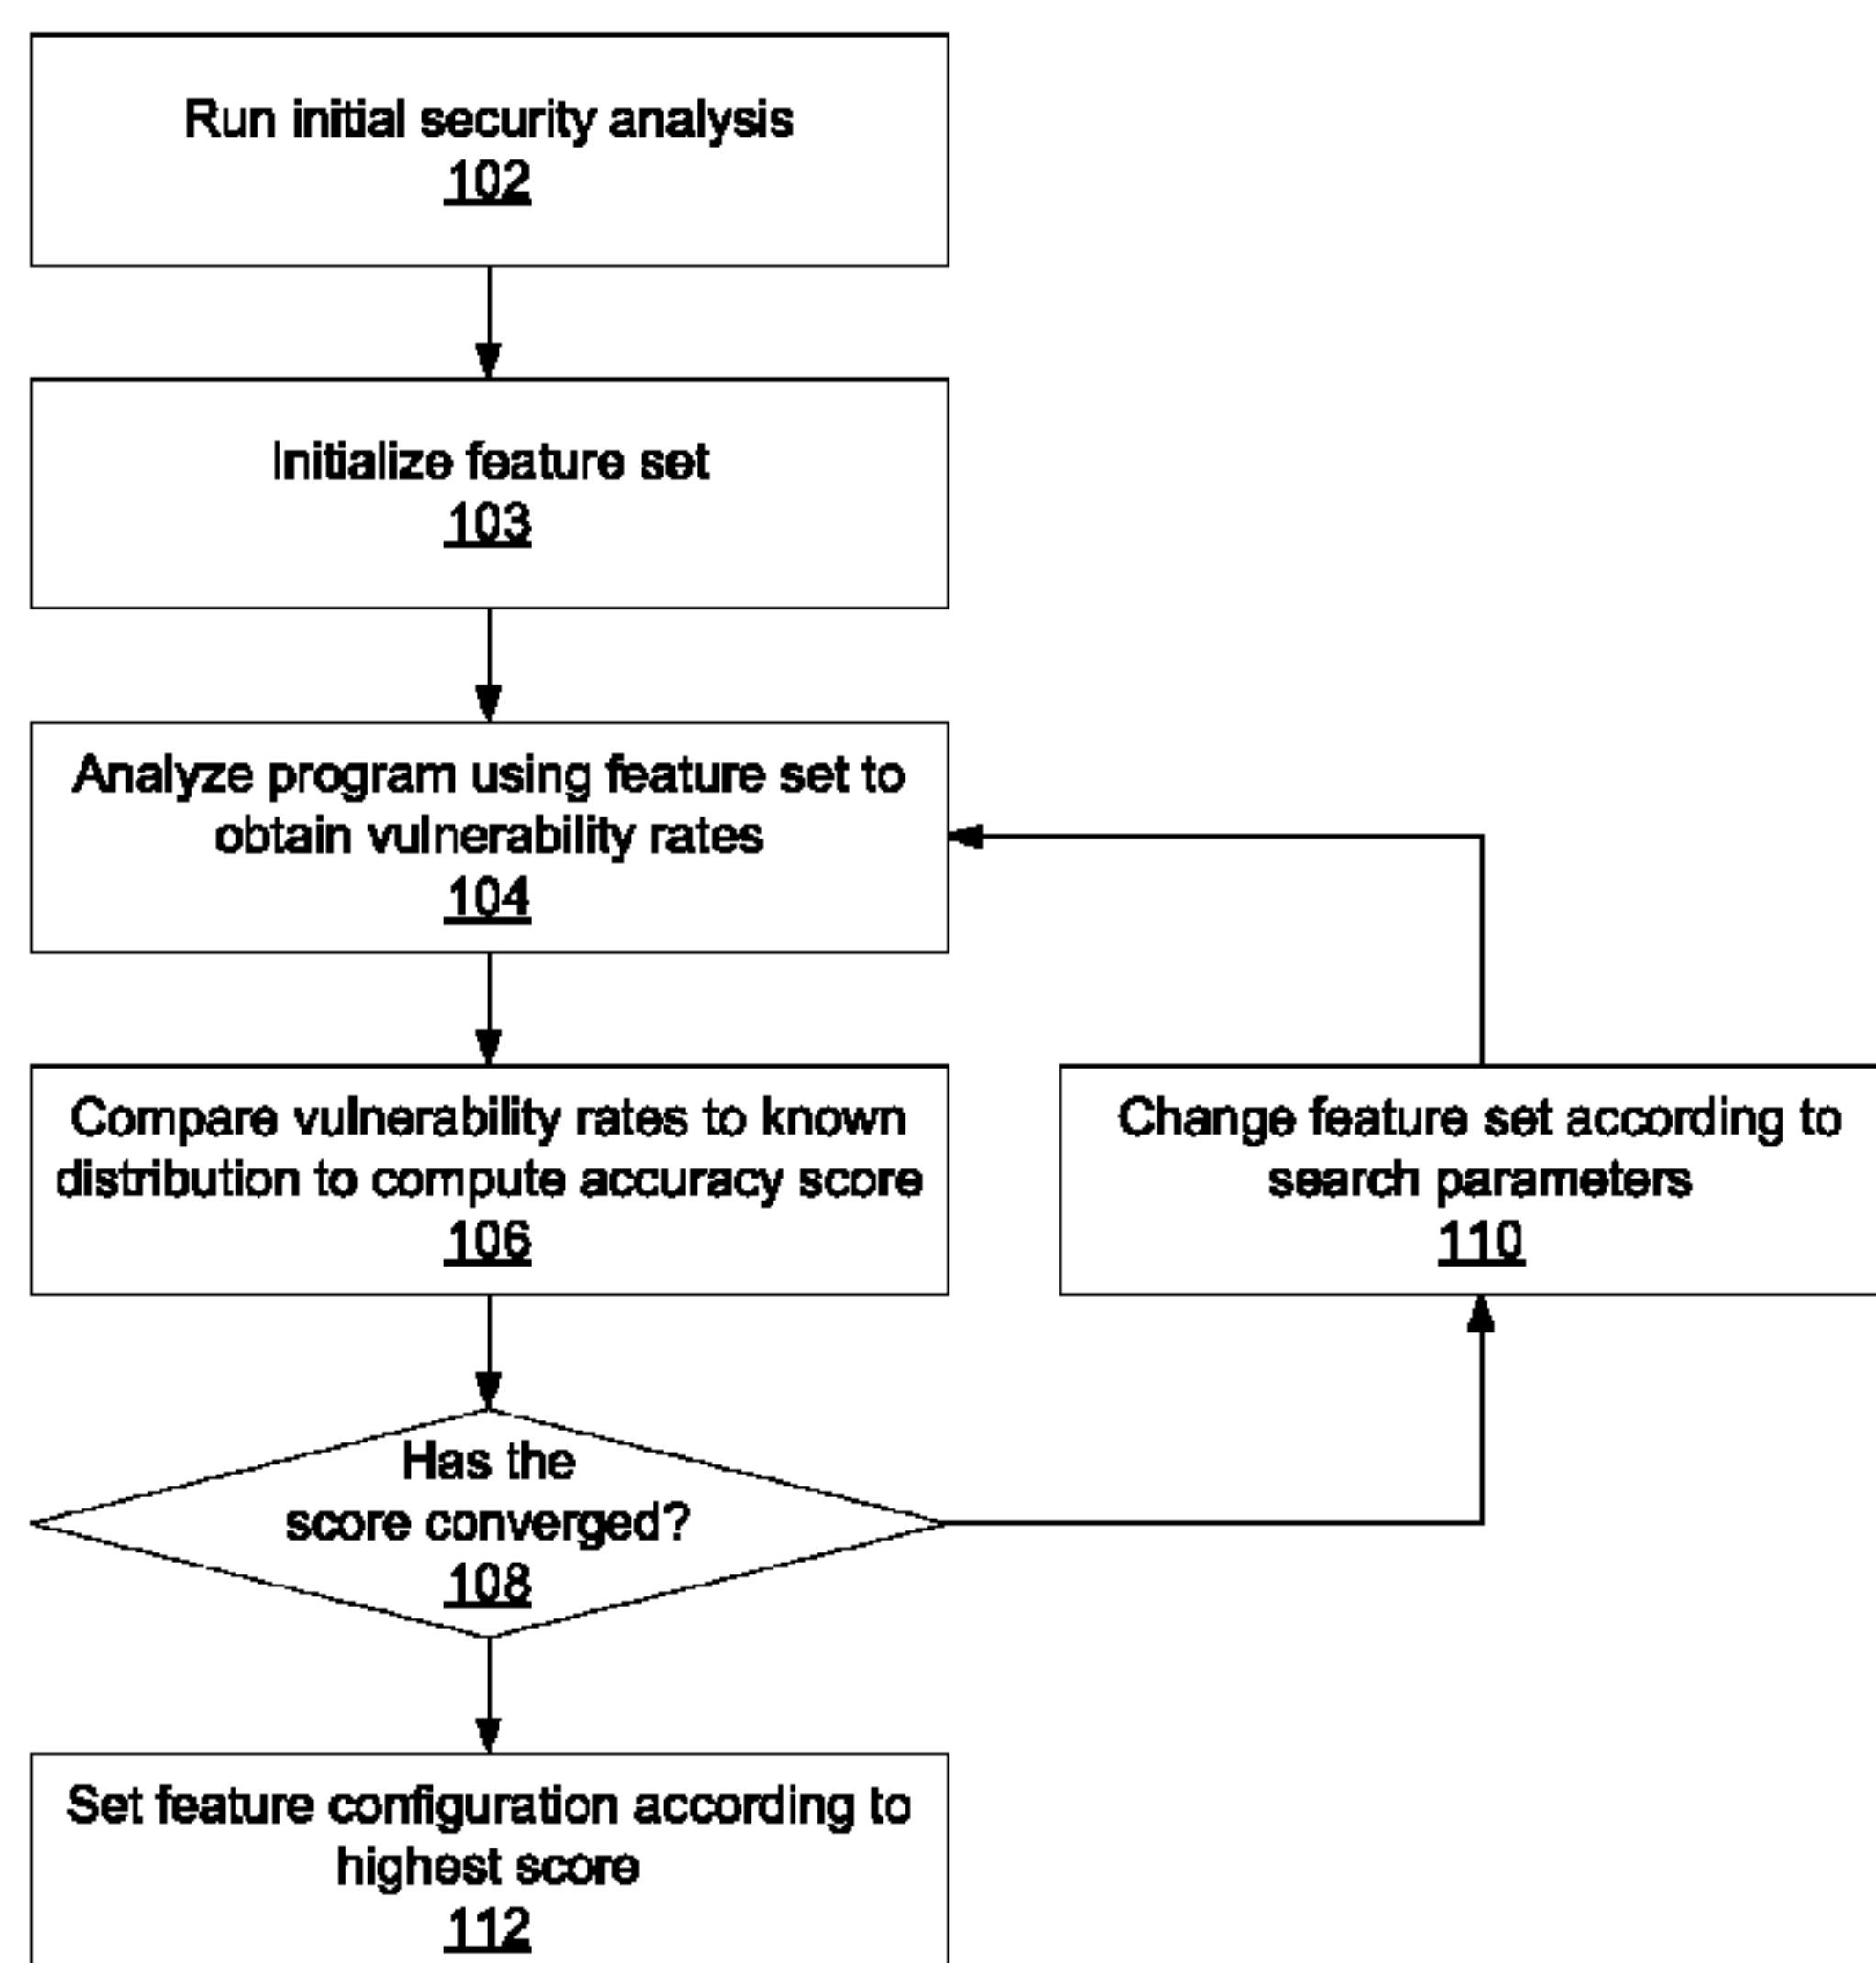 Run initial security analysis
102
Initialize feature set
103
Analyze program using feature set to
obtain vulnerability rates
104
Compare vulnerability rates to known
distribution to compute accuracy score
106
Change feature set according to
search parameters
110
Has the
score converged?
108
Set feature configuration according to
highest score
112